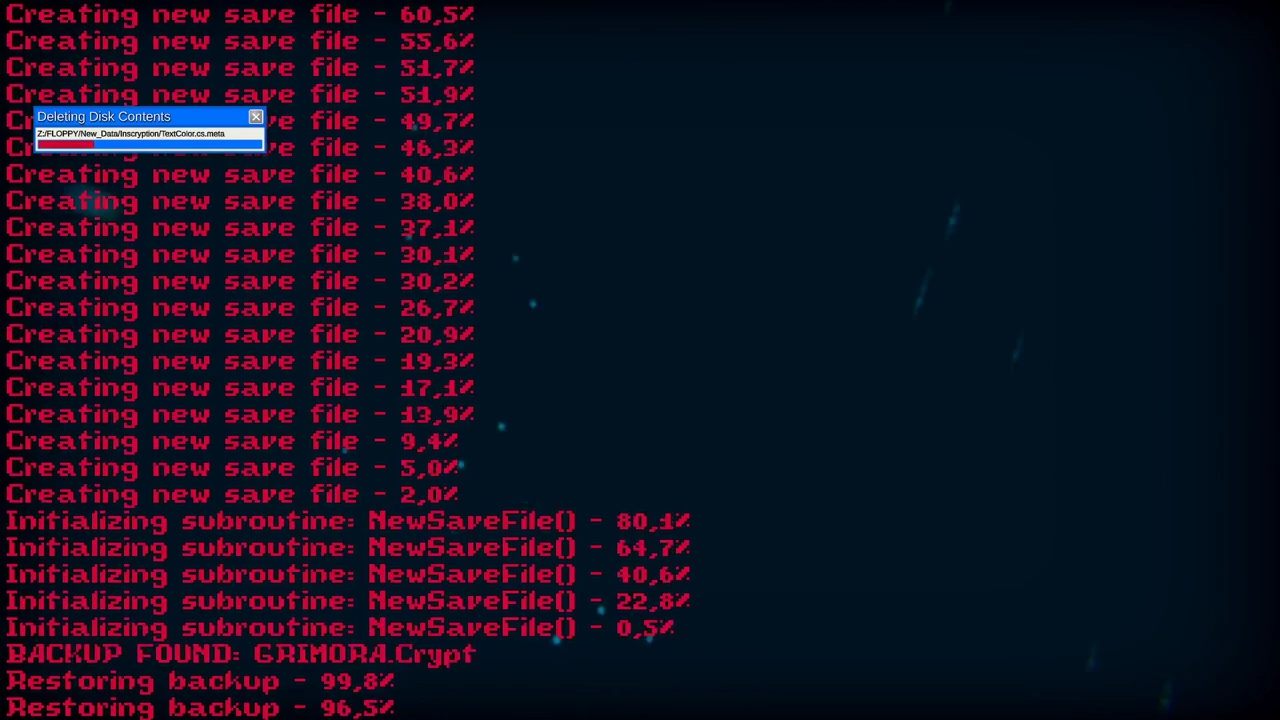 Creating new save file - 60,5%
Creating new save file - 55,6%
Creating new save file - 51,7%
Creating new save file - 51,9%
Deleting Disk Contents
Z:/FLOPPY/New_Data/Inscryption/TextColor.cs.meta
file - 49,7%
file - 46,3%
Creating new save file - 40,6%
Creating new save file - 38,0%
Creating new save file - 37,1%
Creating new save file - 30,1%
Creating new save file - 30,2%
Creating new save file - 26,7%
Creating new save file - 20,9%
Creating new save file - 19,3%
Creating new save file - 17,1%
Creating new save file - 13,9%
Creating new save file - 9,4%
Creating new save file - 5,0%
Creating new save file - 2,0%
Initializing subroutine: NewSaveFile() - 80,1%
Initializing subroutine: NewSaveFile() - 64,7%
Initializing subroutine: NewSaveFile() - 40,6%
Initializing subroutine: NewSaveFile() - 22,8%
Initializing subroutine: NewSaveFile() - 0,5%
BACKUP FOUND: GRIMORA.Crypt
Restoring backup - 99,8%
Restoring backup - 96,5%